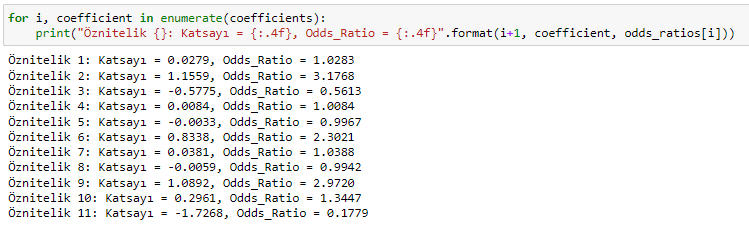 for i, coefficient in enumerate(coefficients):
    print("Öznitelik {}: Katsayı = {:.4f}, Odds_Ratio = {:.4f}".format(i+1, coefficient, odds_ratios[i]))
Öznitelik 1: Katsayı = 0.0279, Odds_Ratio = 1.0283
Öznitelik 2: Katsayı = 1.1559, Odds_Ratio = 3.1768
Öznitelik 3: Katsayı = -0.5775, Odds_Ratio = 0.5613
Öznitelik 4: Katsayı = 0.0084, Odds_Ratio = 1.0084
Öznitelik 5: Katsayı = -0.0033, Odds_Ratio = 0.9967
Öznitelik 6: Katsayı = 0.8338, Odds_Ratio = 2.3021
Öznitelik 7: Katsayı = 0.0381, Odds_Ratio = 1.0388
Öznitelik 8: Katsayı = -0.0059, Odds_Ratio = 0.9942
Öznitelik 9: Katsayı = 1.0892, Odds_Ratio = 2.9720
Öznitelik 10: Katsayı = 0.2961, Odds_Ratio = 1.3447
Öznitelik 11: Katsayı = -1.7268, Odds_Ratio = 0.1779